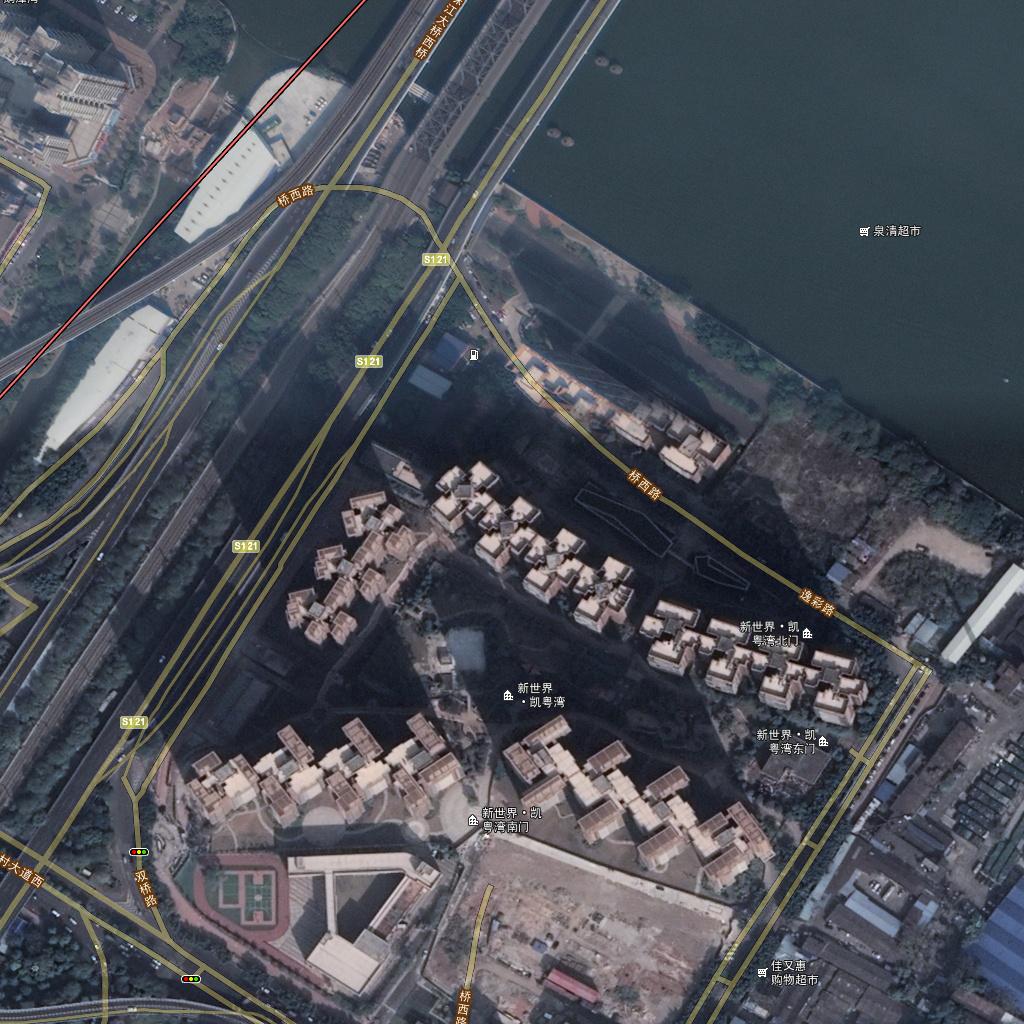 珠江大桥西桥
桥西路
泉清超市
S121
S121
桥西路
S121
逸彩路
新世界·凯
粤湾北门
新世界
·凯粤湾
S121
新世界·凯
粤湾东门
新世界·凯
粤湾南门
村大道西
双桥路
佳又惠
购物超市
桥西路